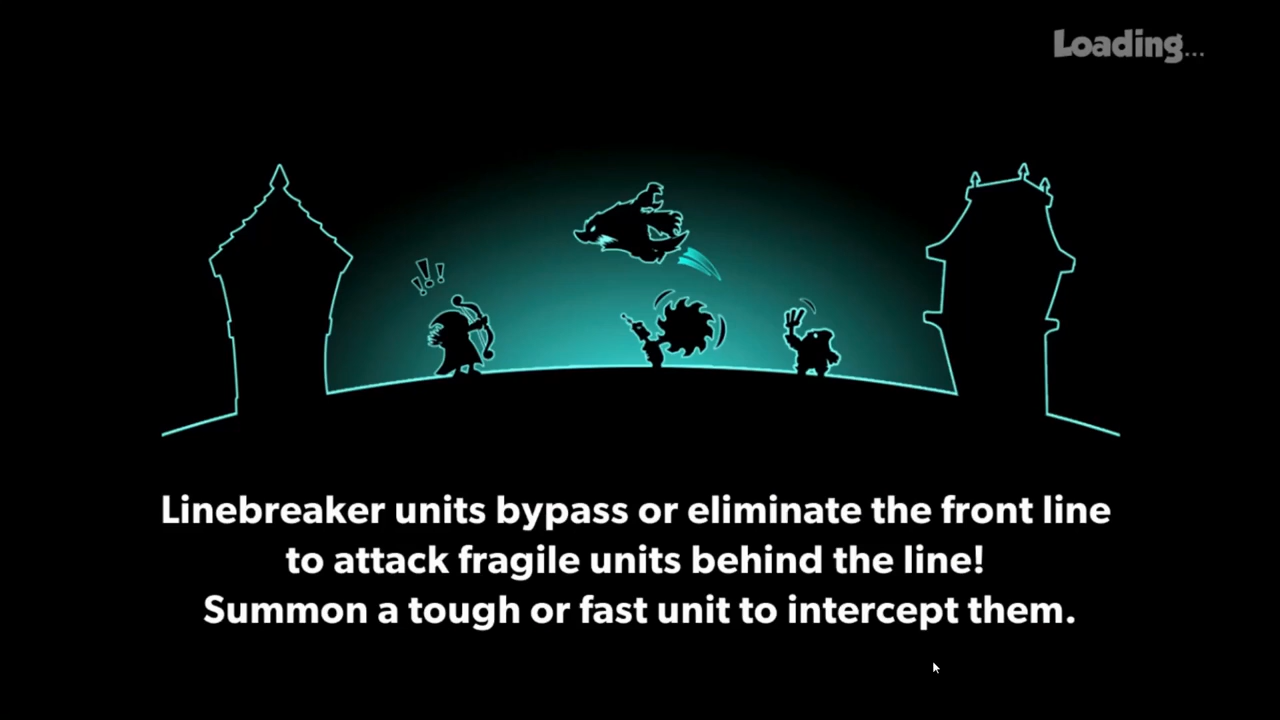 Loading...
!!!
Linebreaker units bypass or eliminate the front line
to attack fragile units behind the line!
Summon a tough or fast unit to intercept them.